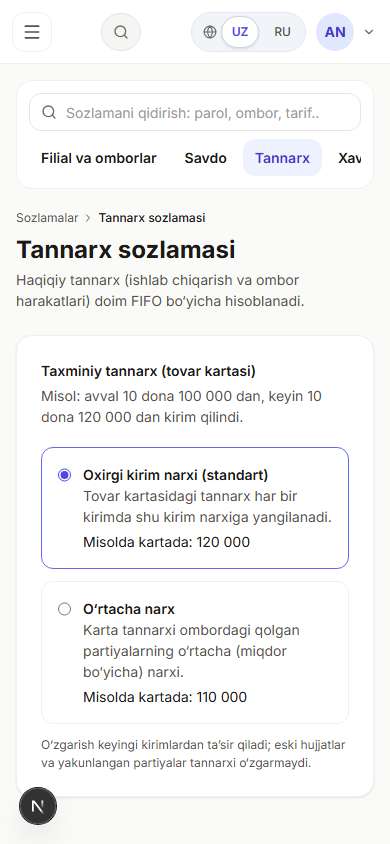 UZ RU AN
Sozlamani qidirish: parol, ombor, tarif..
Filial va omborlar Savdo Tannarx Xav
Sozlamalar > Tannarx sozlamasi
Tannarx sozlamasi
Haqiqiy tannarx (ishlab chiqarish va ombor
harakatlari) doim FIFO bo‘yicha hisoblanadi.
Taxminiy tannarx (tovar kartasi)
Misol: avval 10 dona 100 000 dan, keyin 10
dona 120 000 dan kirim qilindi.
Oxirgi kirim narxi (standart)
Tovar kartasidagi tannarx har bir
kirimda shu kirim narxiga yangilanadi.
Misolda kartada: 120 000
O‘rtacha narx
Karta tannarxi ombordagi qolgan
partiyalarning o‘rtacha (miqdor
bo‘yicha) narxi.
Misolda kartada: 110 000
O‘zgarish keyingi kirimlardan ta’sir qiladi; eski hujjatlar
va yakunlangan partiyalar tannarxi o‘zgarmaydi.
N